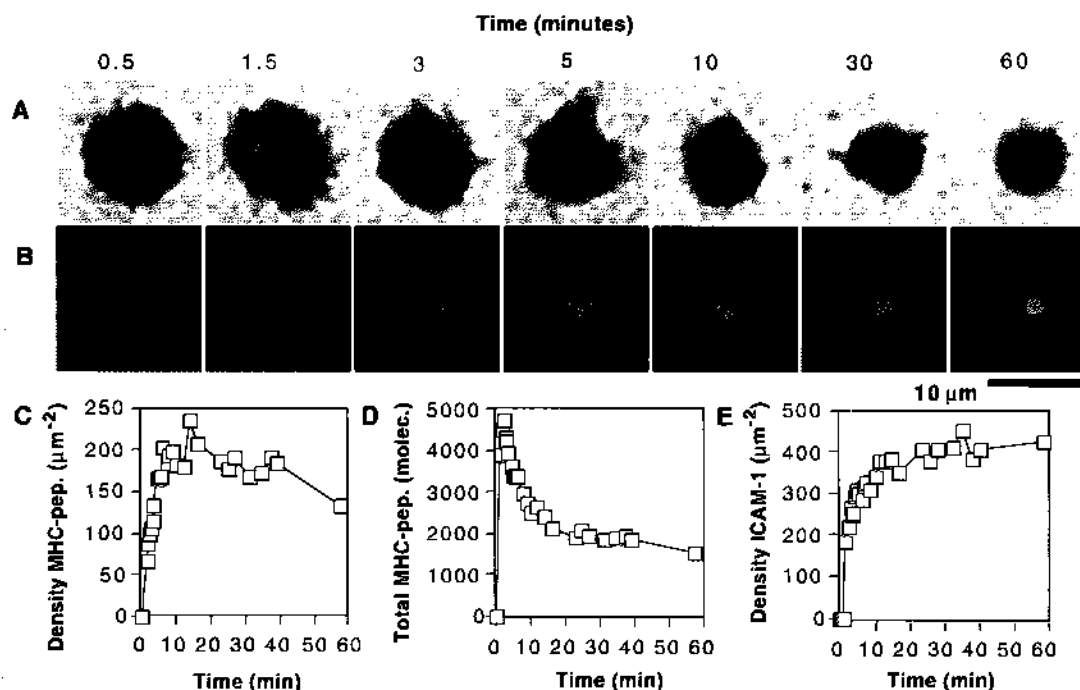 Time (minutes)
0.5 1.5 3 5 10 30 60
A
B
10 μm
C
Density MHC-pep. (μm⁻²)
250
200
150
100
50
0
0 10 20 30 40 50 60
Time (min)
D
Total MHC-pep. (molec.)
5000
4000
3000
2000
1000
0
0 10 20 30 40 50 60
Time (min)
E
Density ICAM-1 (μm⁻²)
500
400
300
200
100
0
0 10 20 30 40 50 60
Time (min)